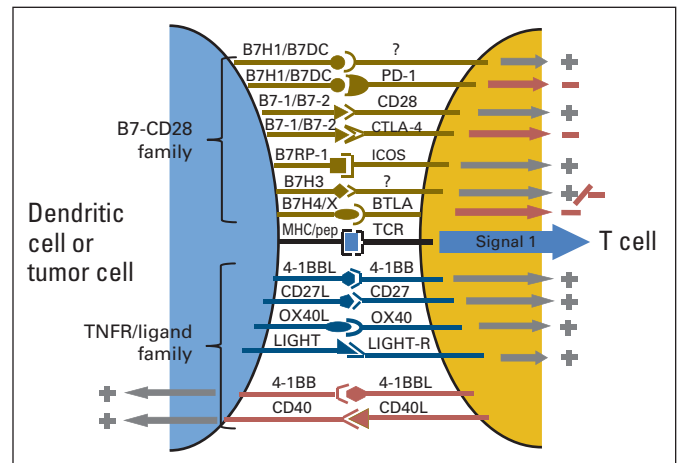 B7H1/B7DC ? +
B7H1/B7DC PD-1 –
B7-1/B7-2 CD28 +
B7-1/B7-2 CTLA-4 –
B7-CD28
family
B7RP-1 ICOS +
B7H3 ? +/–
B7H4/X BTLA –
Dendritic
cell or
tumor cell
MHC/pep TCR Signal 1 T cell
4-1BBL 4-1BB +
CD27L CD27 +
OX40L OX40 +
TNFR/ligand
family
LIGHT LIGHT-R +
+ 4-1BB 4-1BBL
+ CD40 CD40L